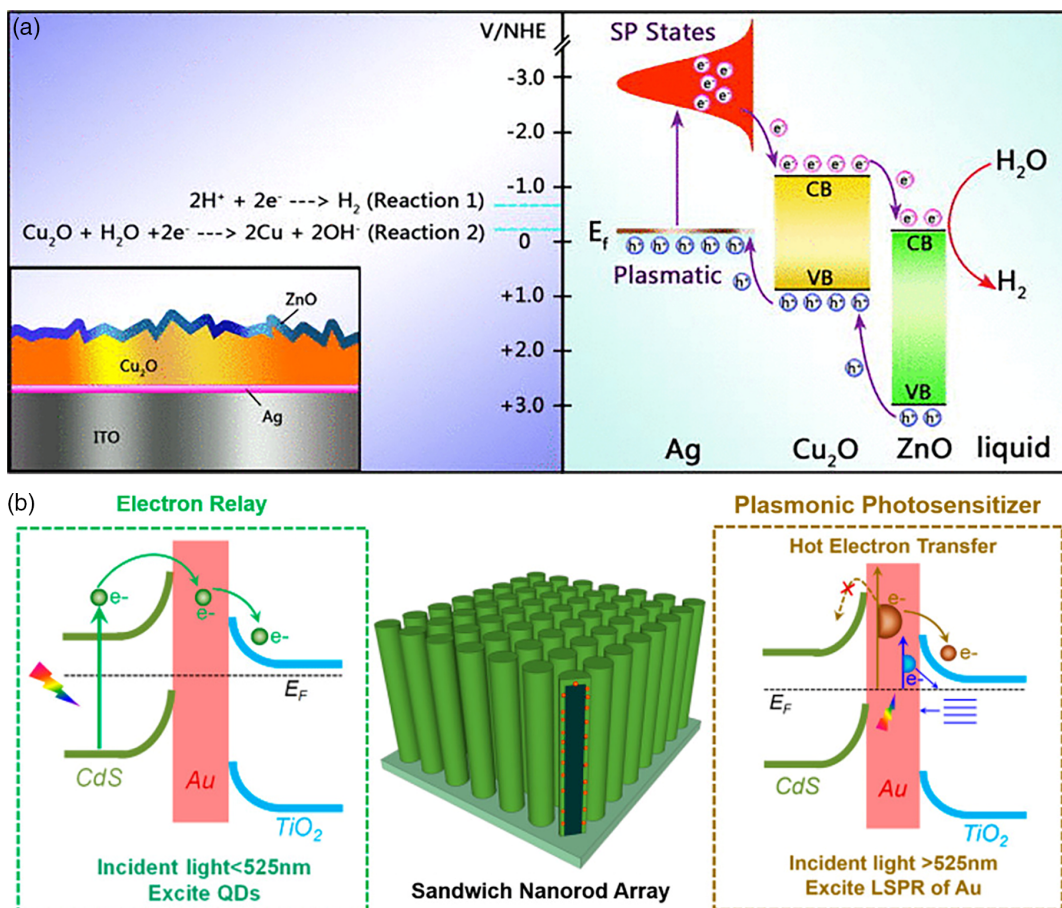 (a)
V/NHE
-3.0
-2.0
-1.0
0
+1.0
+2.0
+3.0
2H⁺ + 2e⁻ ---> H₂ (Reaction 1)
Cu₂O + H₂O +2e⁻ ---> 2Cu + 2OH⁻ (Reaction 2)
ZnO
Cu₂O
Ag
ITO
SP States
e⁻ e⁻
e⁻ e⁻
e⁻
e⁻
e⁻ e⁻ e⁻ e⁻
e⁻
e⁻ e⁻
H₂O
CB
CB
E_f
h⁺ h⁺ h⁺ h⁺ h⁺
Plasmatic
h⁺
VB
h⁺ h⁺ h⁺ h⁺
H₂
h⁺
VB
h⁺ h⁺
Ag
Cu₂O
ZnO
liquid
(b)
Electron Relay
e-
e-
e-
E_F
CdS
Au
TiO₂
Incident light<525nm
Excite QDs
Sandwich Nanorod Array
Plasmonic Photosensitizer
Hot Electron Transfer
x
e-
e-
e-
E_F
CdS
Au
TiO₂
Incident light >525nm
Excite LSPR of Au